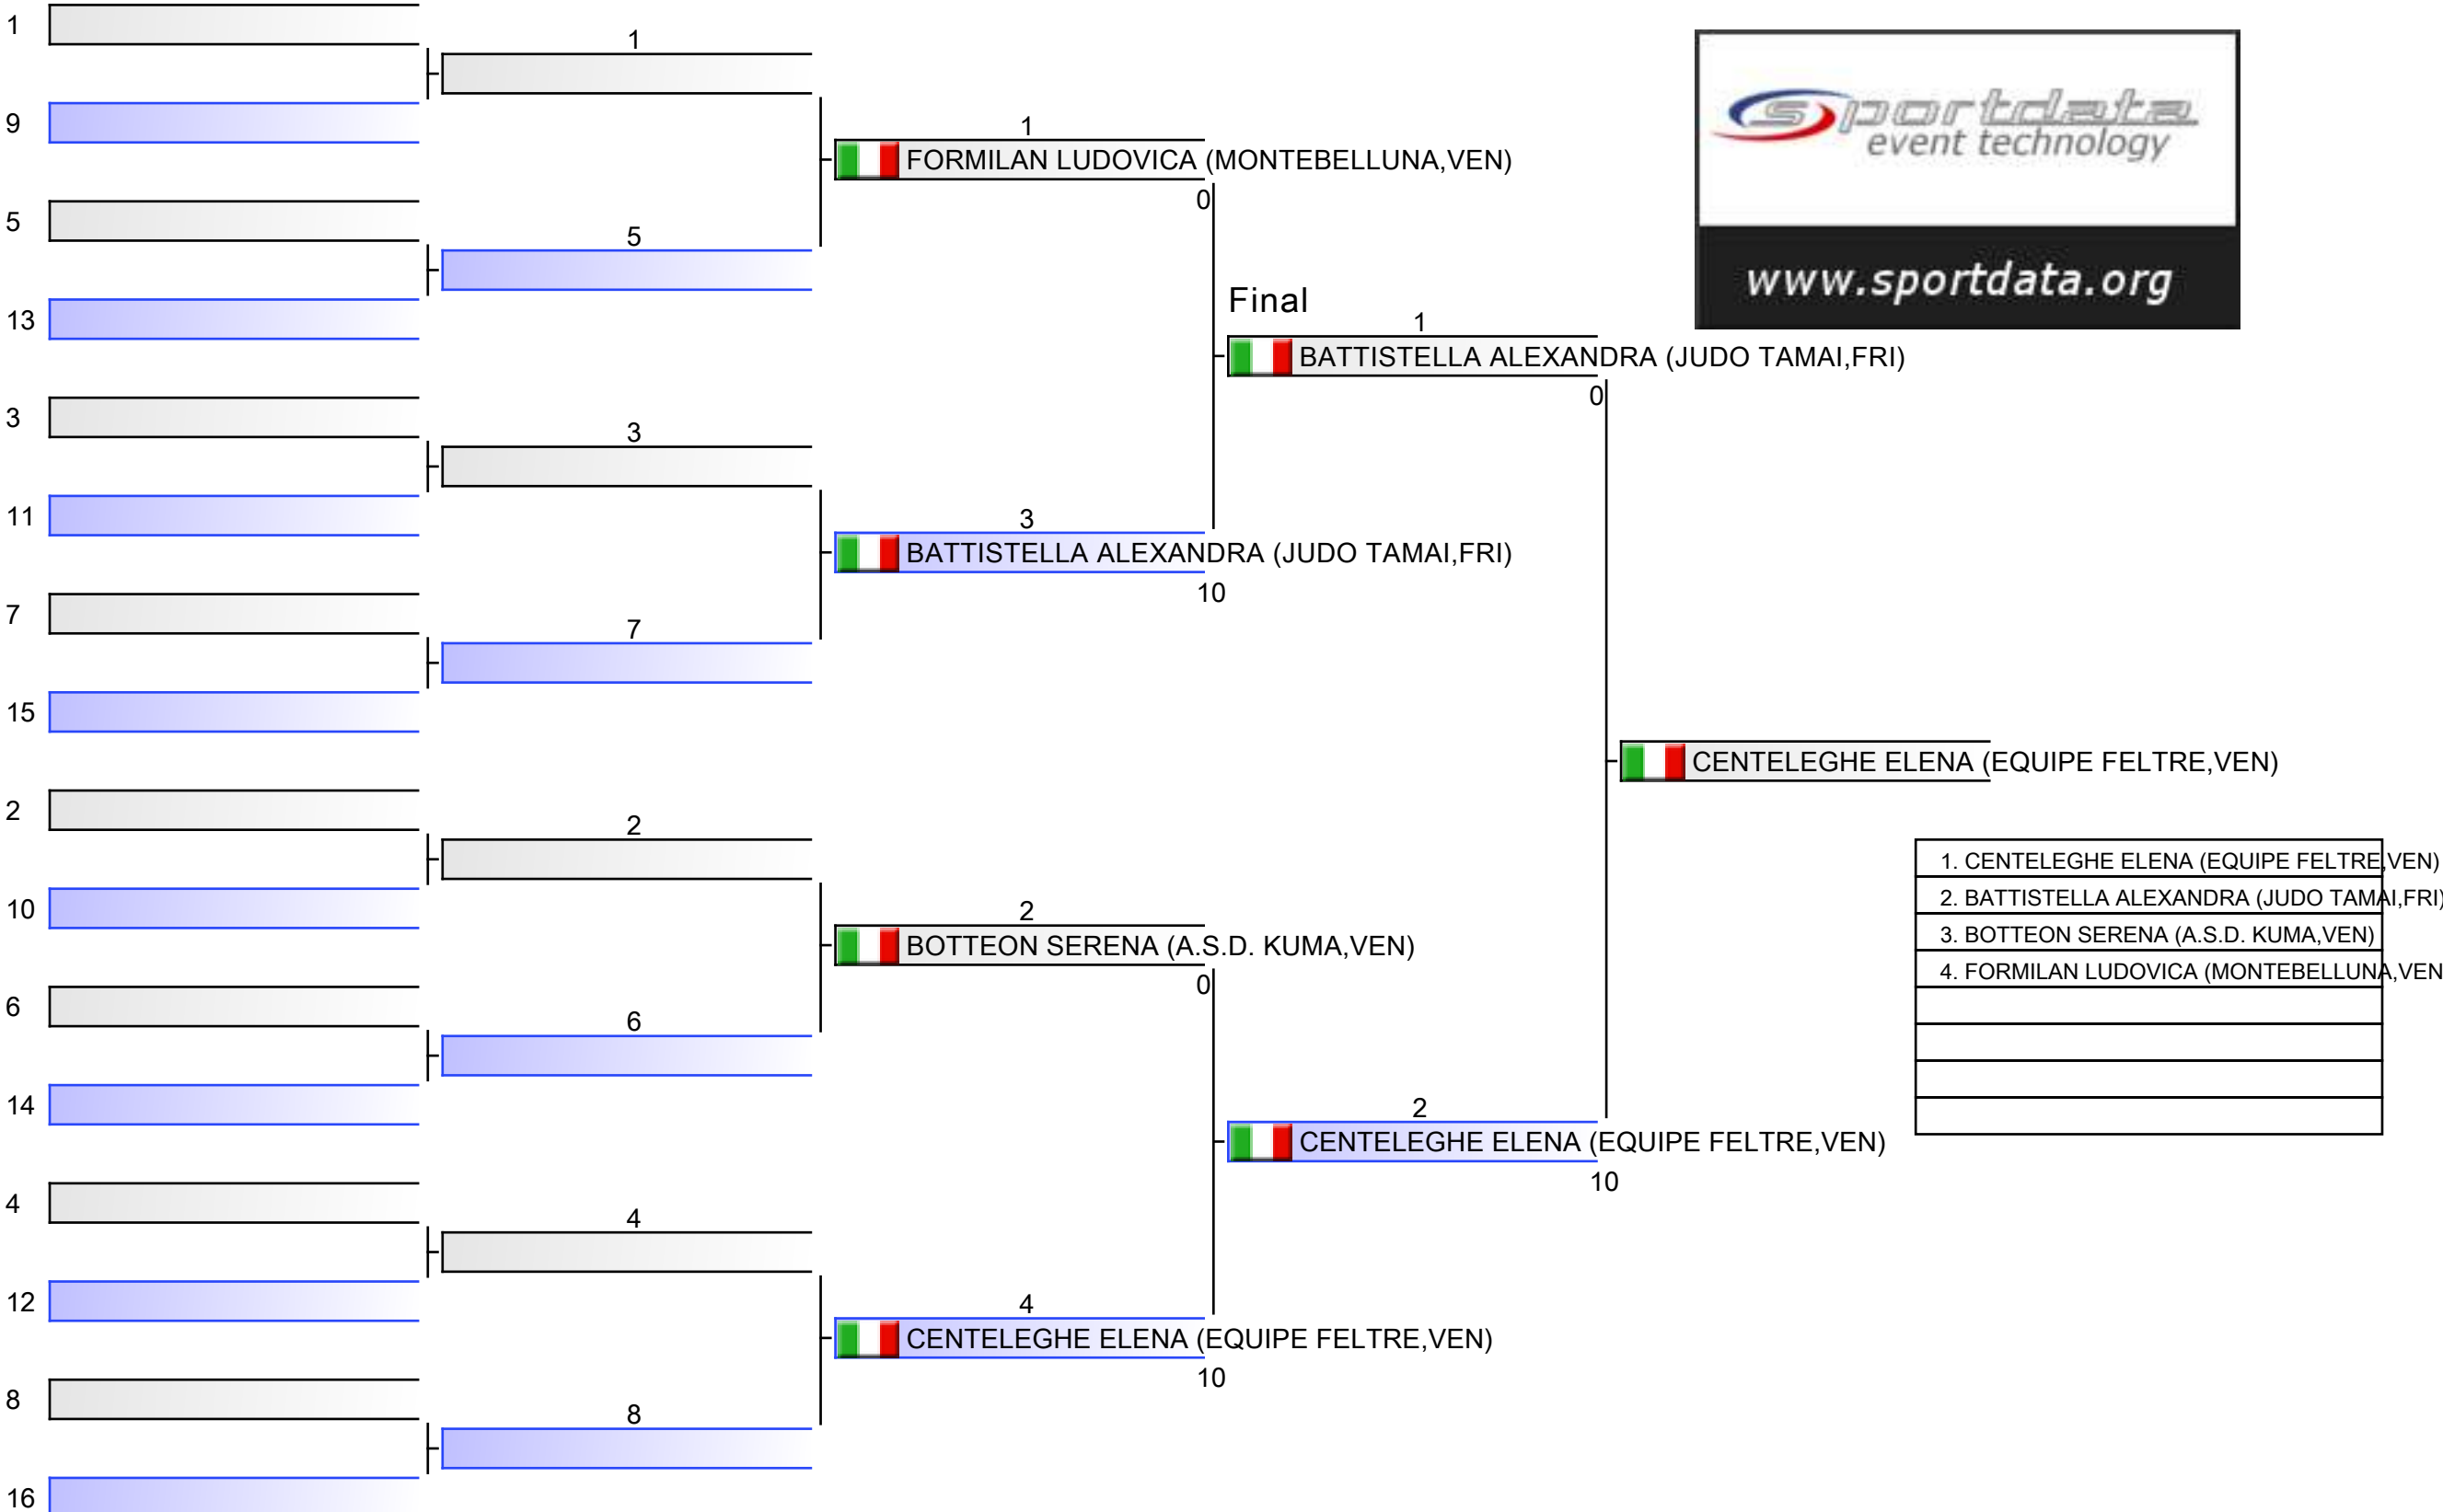 1
9
5
13
3
11
7
15
2
10
6
14
4
12
8
16
1
5
3
7
2
6
4
8
1
FORMILAN LUDOVICA (MONTEBELLUNA,VEN)
0
3
BATTISTELLA ALEXANDRA (JUDO TAMAI,FRI)
10
2
BOTTEON SERENA (A.S.D. KUMA,VEN)
0
4
CENTELEGHE ELENA (EQUIPE FELTRE,VEN)
10
Final
1
BATTISTELLA ALEXANDRA (JUDO TAMAI,FRI)
0
2
CENTELEGHE ELENA (EQUIPE FELTRE,VEN)
10
CENTELEGHE ELENA (EQUIPE FELTRE,VEN)
sportdata
event technology
www.sportdata.org
1. CENTELEGHE ELENA (EQUIPE FELTRE,VEN)
2. BATTISTELLA ALEXANDRA (JUDO TAMAI,FRI)
3. BOTTEON SERENA (A.S.D. KUMA,VEN)
4. FORMILAN LUDOVICA (MONTEBELLUNA,VEN